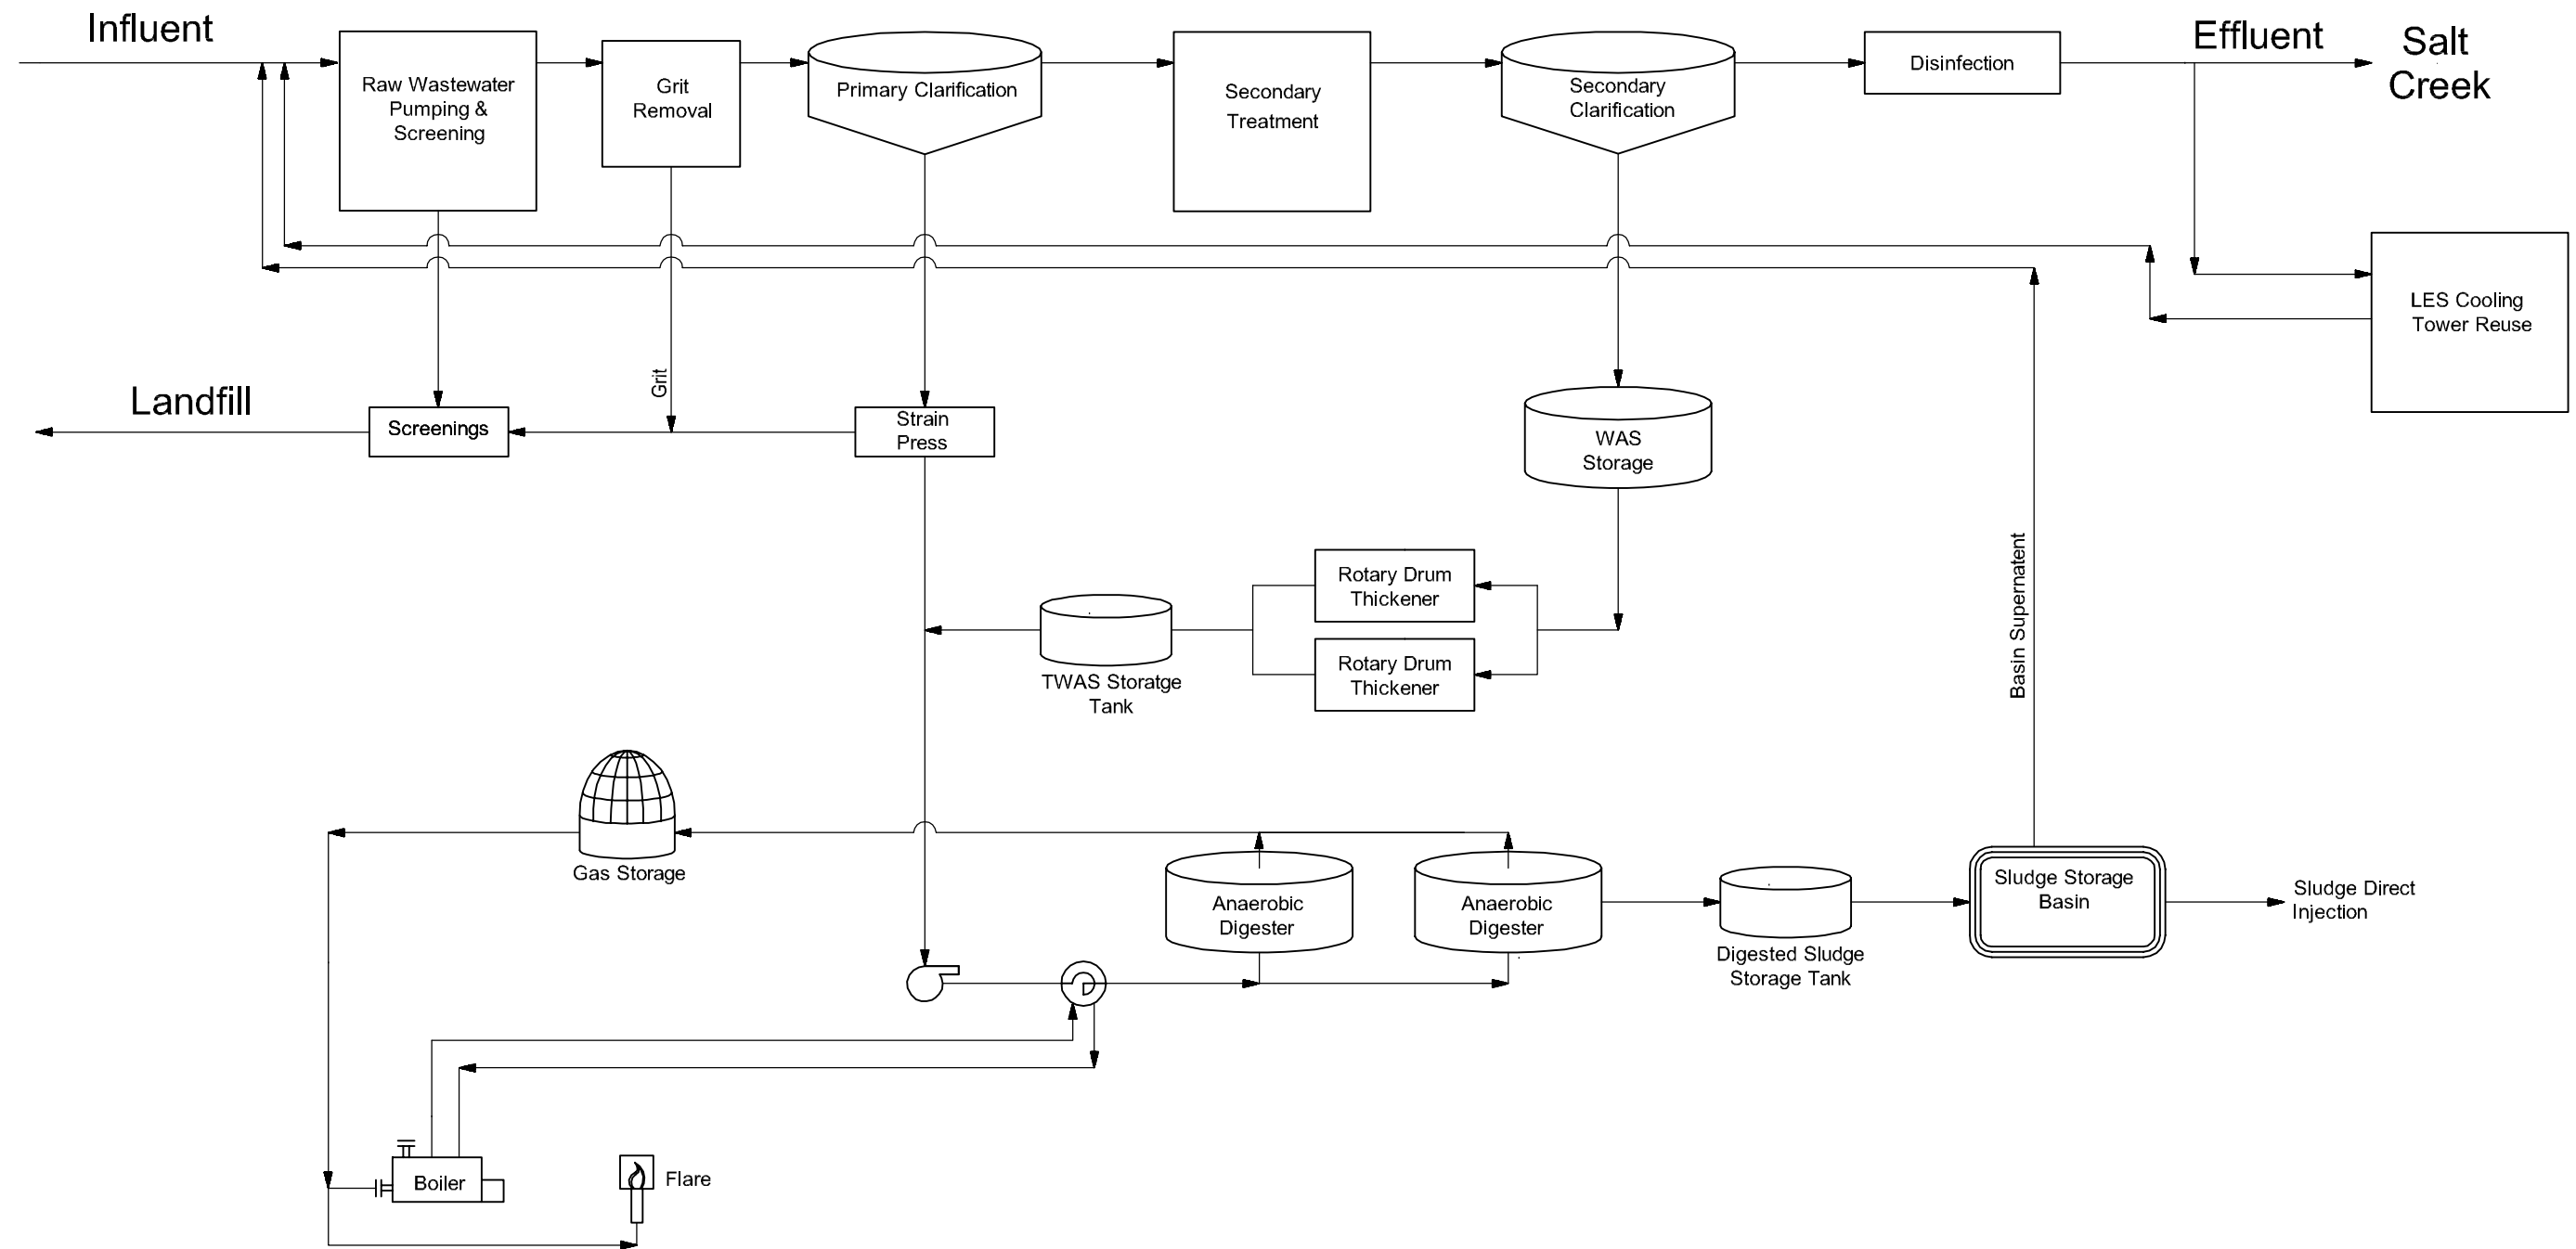 Influent
Effluent
Salt
Creek
Raw Wastewater
Pumping &
Screening
Grit
Removal
Primary Clarification
Secondary
Treatment
Secondary
Clarification
Disinfection
LES Cooling
Tower Reuse
Landfill
Screenings
Grit
Strain
Press
WAS
Storage
Rotary Drum
Thickener
Rotary Drum
Thickener
TWAS Storatge
Tank
Basin Supernatent
Gas Storage
Anaerobic
Digester
Anaerobic
Digester
Digested Sludge
Storage Tank
Sludge Storage
Basin
Sludge Direct
Injection
Boiler
Flare